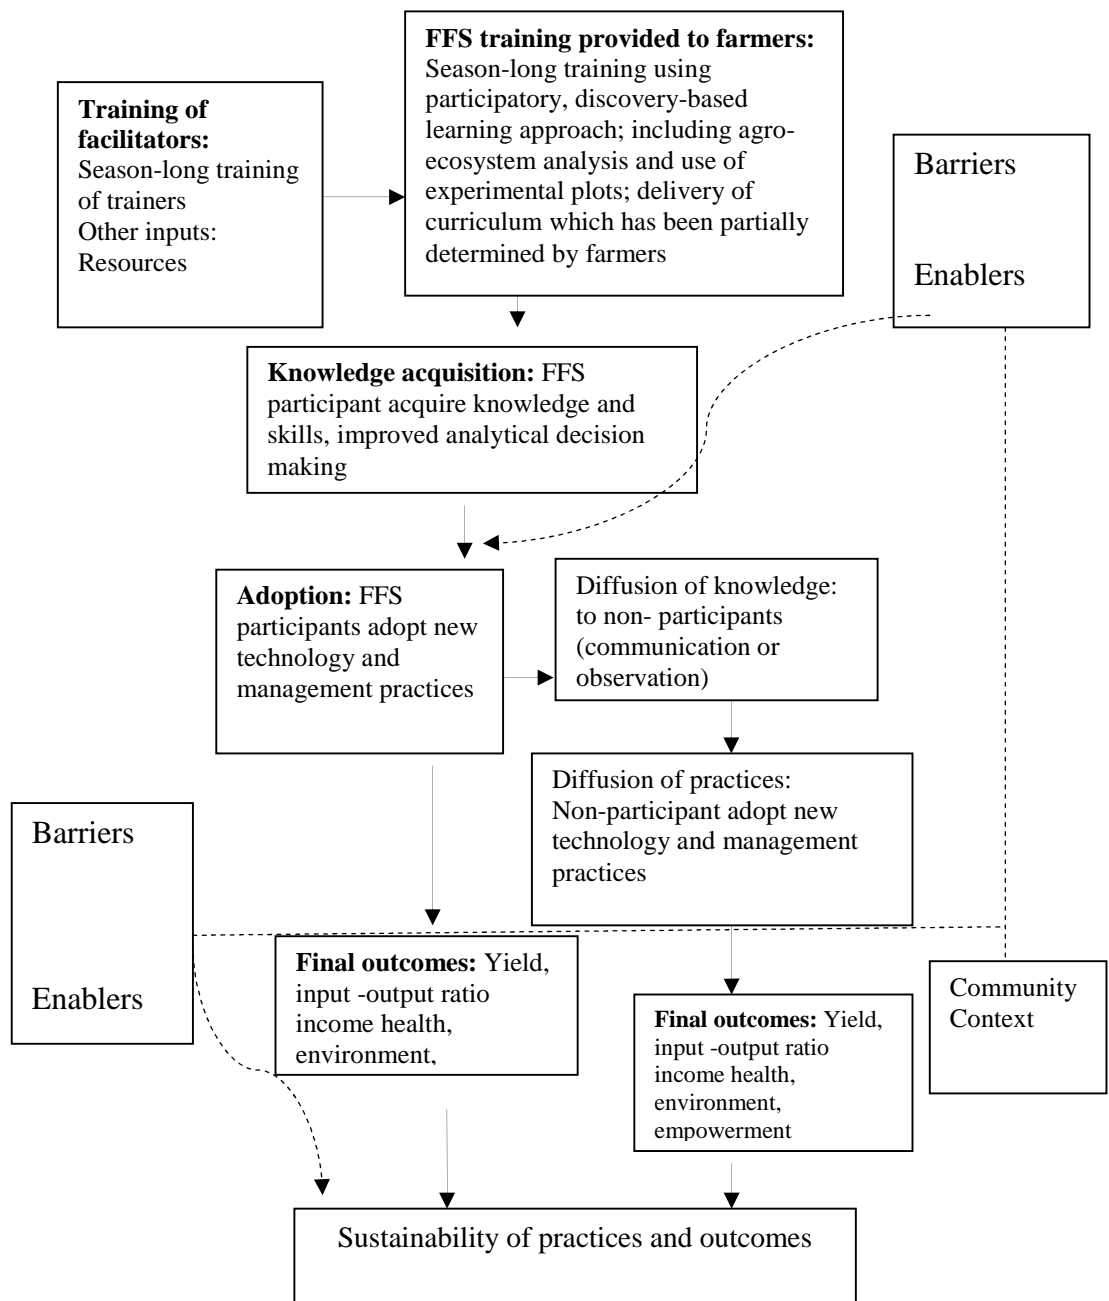 FFS training provided to farmers:
Season-long training using
participatory, discovery-based
learning approach; including agro-
ecosystem analysis and use of
experimental plots; delivery of
curriculum which has been partially
determined by farmers
Training of
facilitators:
Season-long training
of trainers
Other inputs:
Resources
Barriers
Enablers
Knowledge acquisition: FFS
participant acquire knowledge and
skills, improved analytical decision
making
Adoption: FFS
participants adopt new
technology and
management practices
Diffusion of knowledge:
to non- participants
(communication or
observation)
Diffusion of practices:
Non-participant adopt new
technology and management
practices
Barriers
Enablers
Final outcomes: Yield,
input -output ratio
income health,
environment,
Final outcomes: Yield,
input -output ratio
income health,
environment,
empowerment
Community
Context
Sustainability of practices and outcomes